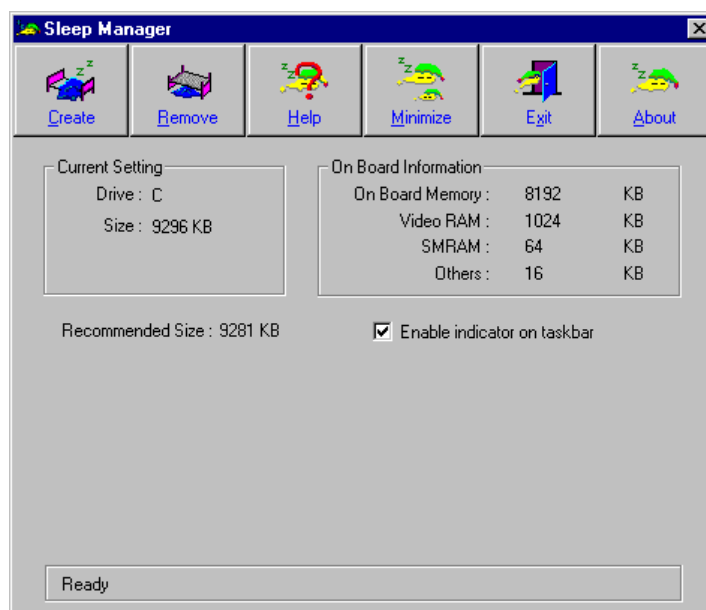 Sleep Manager
Create Remove Help Minimize Exit About
Current Setting
Drive : C
Size : 9296 KB
On Board Information
On Board Memory : 8192 KB
Video RAM : 1024 KB
SMRAM : 64 KB
Others : 16 KB
Recommended Size : 9281 KB
Enable indicator on taskbar
Ready